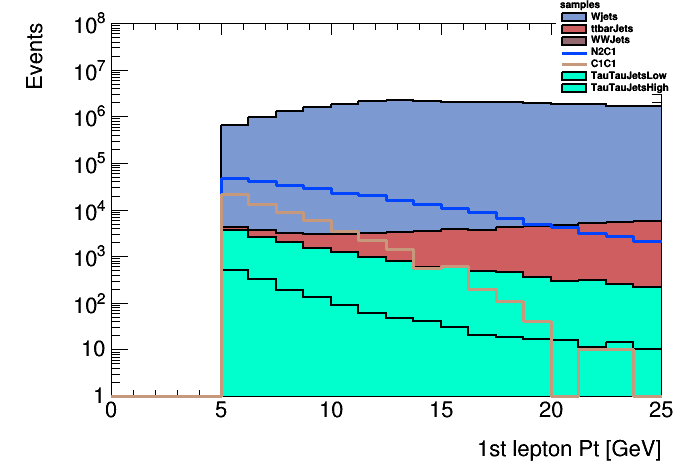 samples
Wjets
ttbarJets
WWJets
N2C1
C1C1
TauTauJetsLow
TauTauJetsHigh
Events
10^8
10^7
10^6
10^5
10^4
10^3
10^2
10
1
0 5 10 15 20 25
1st lepton Pt [GeV]